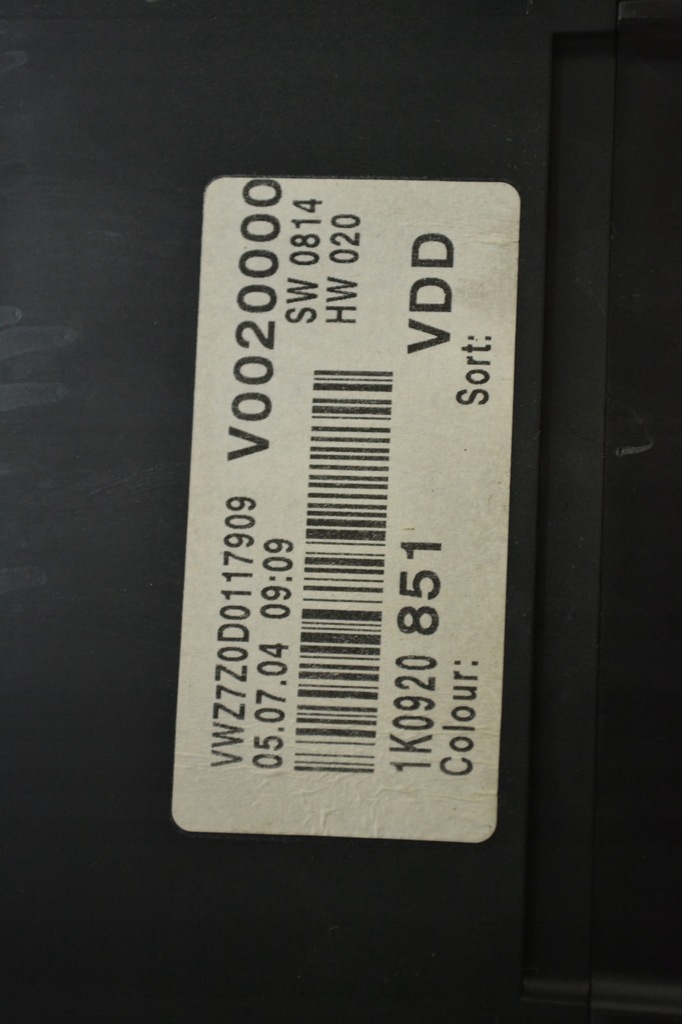 VWZ7Z0D0117909 V0020000
05.07.04 09:09 SW 0814
HW 020
1K0920 851 VDD
Colour: Sort: